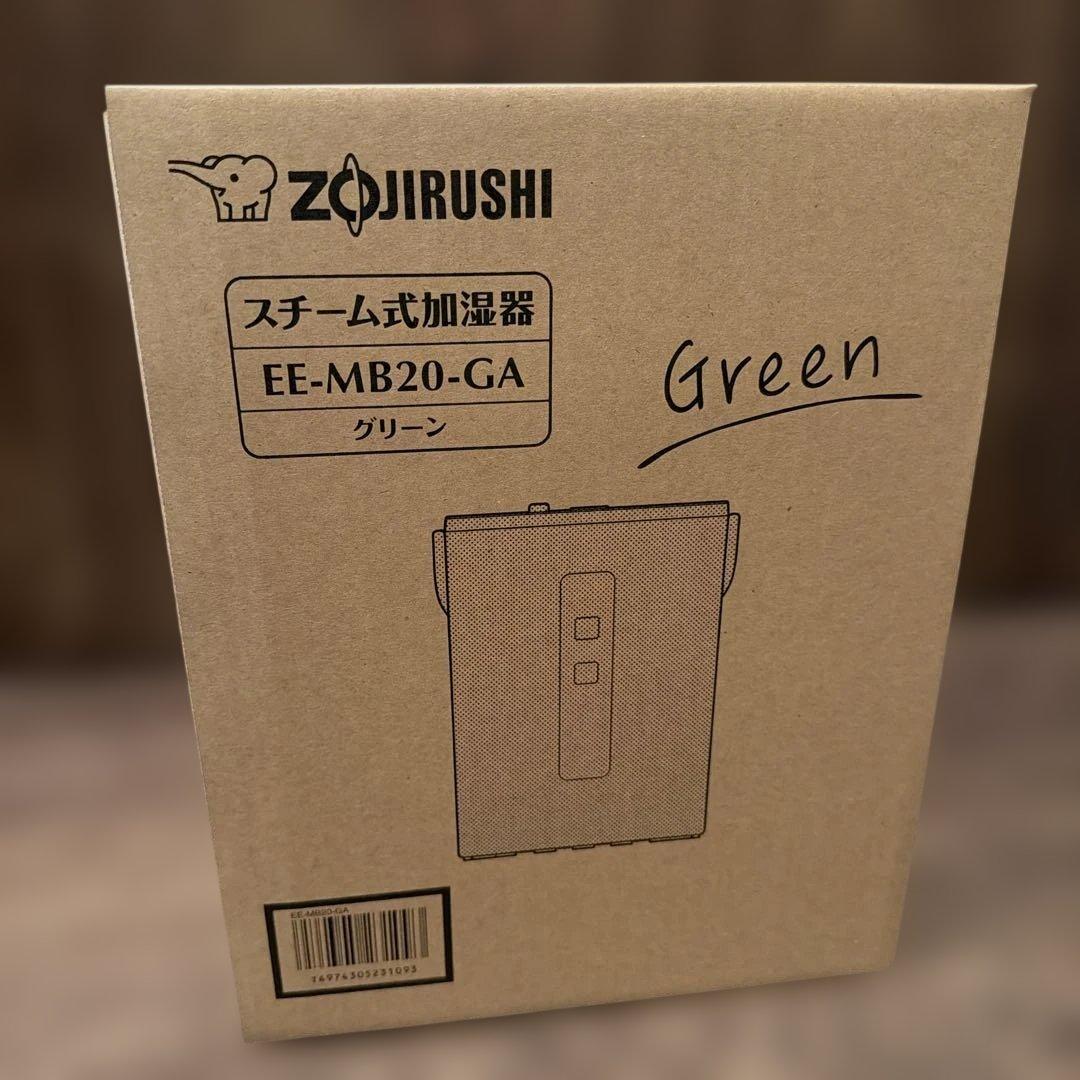 ZOJIRUSHI
スチーム式加湿器
EE-MB20-GA
グリーン
Green
EE-MB20-GA
4974305231093